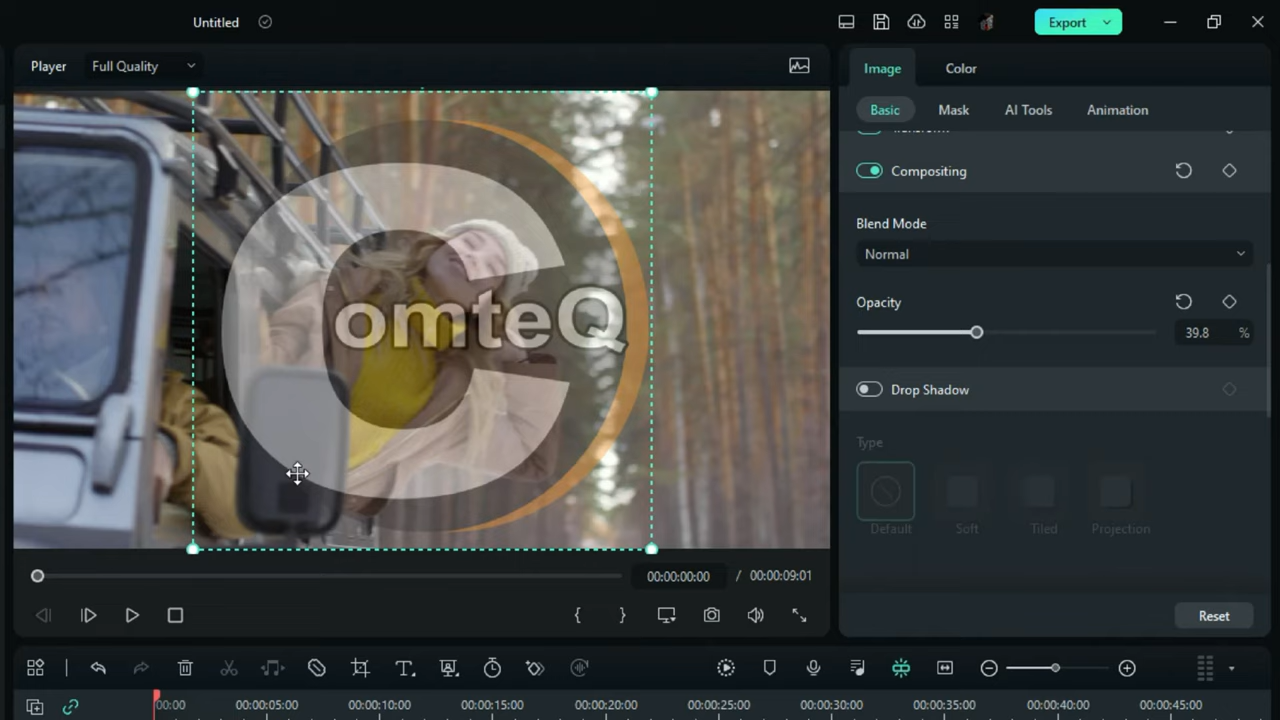 Untitled
Export
Player
Full Quality
Image
Color
Basic
Mask
AI Tools
Animation
Transform
Compositing
Blend Mode
Normal
Opacity
39.8 %
Drop Shadow
Type
Default
Soft
Tiled
Projection
ComteQ
00:00:00:00 / 00:00:09:01
Reset
00:00
00:00:05:00
00:00:10:00
00:00:15:00
00:00:20:00
00:00:25:00
00:00:30:00
00:00:35:00
00:00:40:00
00:00:45:00